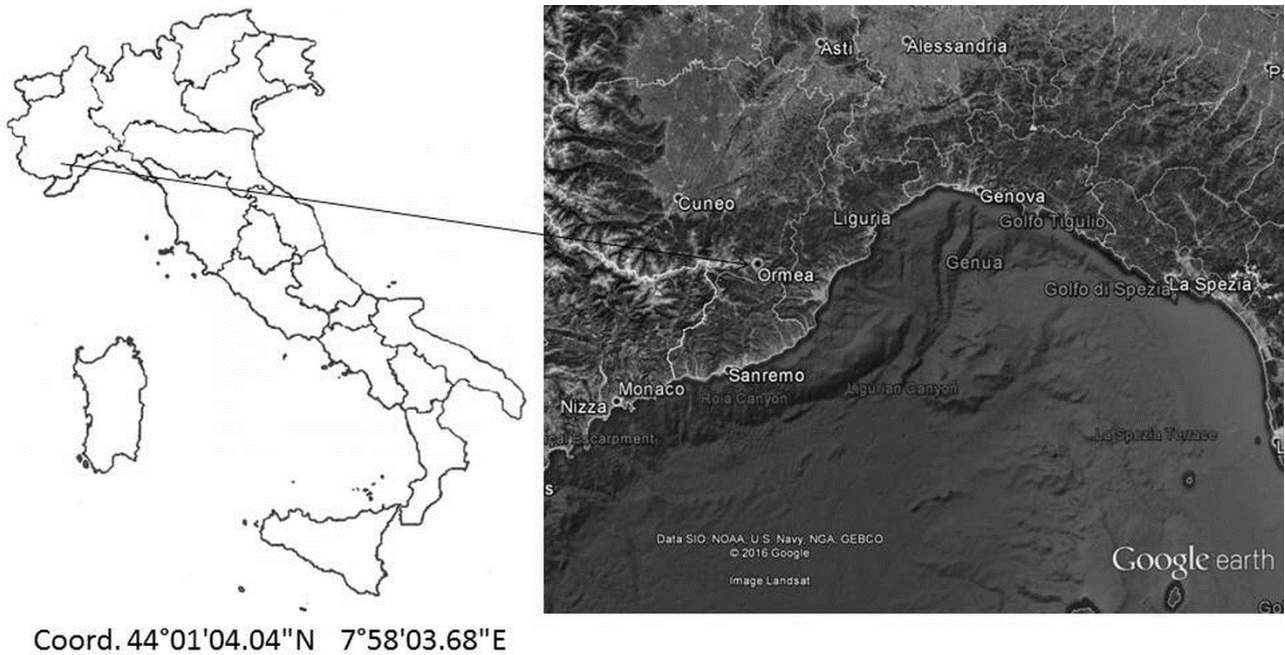 Asti
Alessandria
Cuneo
Genova
Liguria
Golfo Tigulio
Ormea
Genua
Golfo di Spezia
La Spezia
Sanremo
Monaco
Nizza
Roia Canyon
Ligurian Canyon
ical Escarpment
La Spezia Terrace
s
Data SIO, NOAA, U.S. Navy, NGA, GEBCO
© 2016 Google
Image Landsat
Google earth
Coord. 44°01'04.04"N 7°58'03.68"E